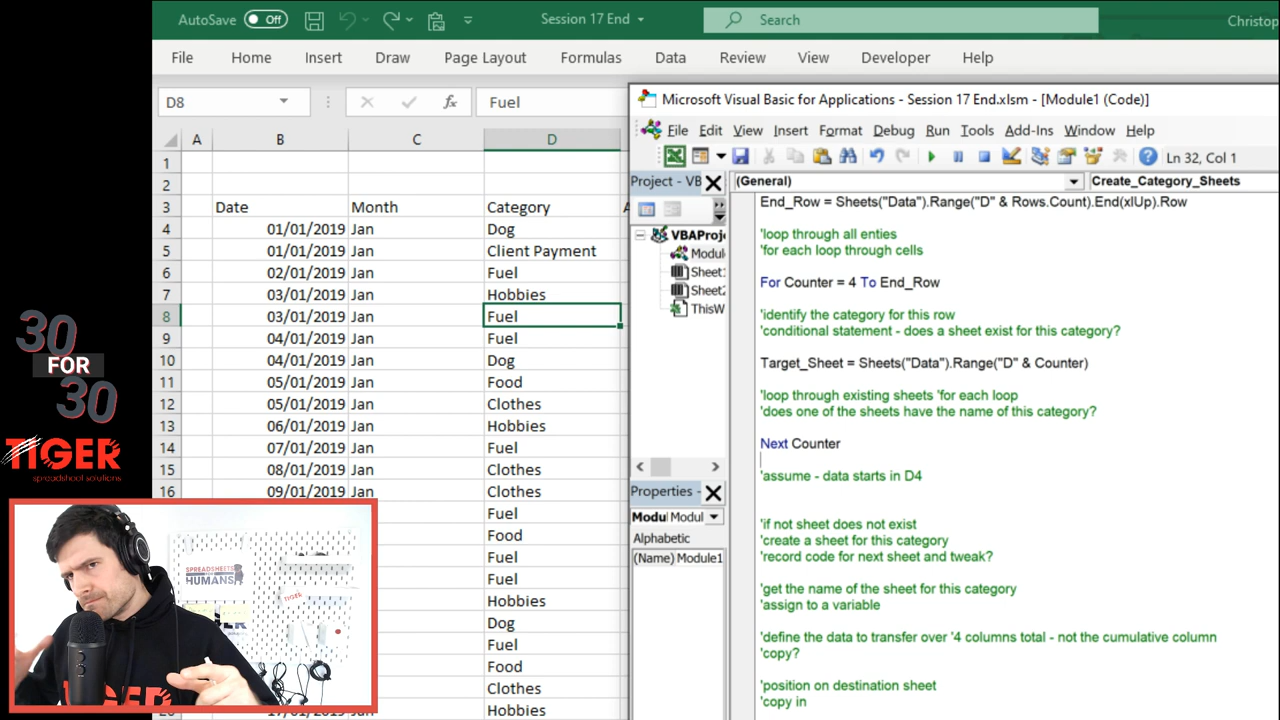 AutoSave Off Session 17 End Search Christop
File Home Insert Draw Page Layout Formulas Data Review View Developer Help
D8 fx Fuel
A B C D
1
2
3 Date Month Category
4 01/01/2019 Jan Dog
5 01/01/2019 Jan Client Payment
6 02/01/2019 Jan Fuel
7 03/01/2019 Jan Hobbies
8 03/01/2019 Jan Fuel
9 04/01/2019 Jan Fuel
10 04/01/2019 Jan Dog
11 05/01/2019 Jan Food
12 05/01/2019 Jan Clothes
13 06/01/2019 Jan Hobbies
14 07/01/2019 Jan Fuel
15 08/01/2019 Jan Clothes
16 09/01/2019 Jan Clothes
Fuel
Food
Fuel
Fuel
Hobbies
Dog
Fuel
Food
Clothes
Hobbies
Microsoft Visual Basic for Applications - Session 17 End.xlsm - [Module1 (Code)]
File Edit View Insert Format Debug Run Tools Add-Ins Window Help
Ln 32, Col 1
Project - VB
VBAProj
Modul
Sheet1
Sheet2
ThisW
Properties -
Modul Modul
Alphabetic
(Name) Module1
(General) Create_Category_Sheets
End_Row = Sheets("Data").Range("D" & Rows.Count).End(xlUp).Row
'loop through all enties
'for each loop through cells
For Counter = 4 To End_Row
'identify the category for this row
'conditional statement - does a sheet exist for this category?
Target_Sheet = Sheets("Data").Range("D" & Counter)
'loop through existing sheets 'for each loop
'does one of the sheets have the name of this category?
Next Counter
'assume - data starts in D4
'if not sheet does not exist
'create a sheet for this category
'record code for next sheet and tweak?
'get the name of the sheet for this category
'assign to a variable
'define the data to transfer over '4 columns total - not the cumulative column
'copy?
'position on destination sheet
'copy in
30
FOR
30
TIGER
spreadsheet solutions
SPREADSHEETS
HUMANS
TIGER